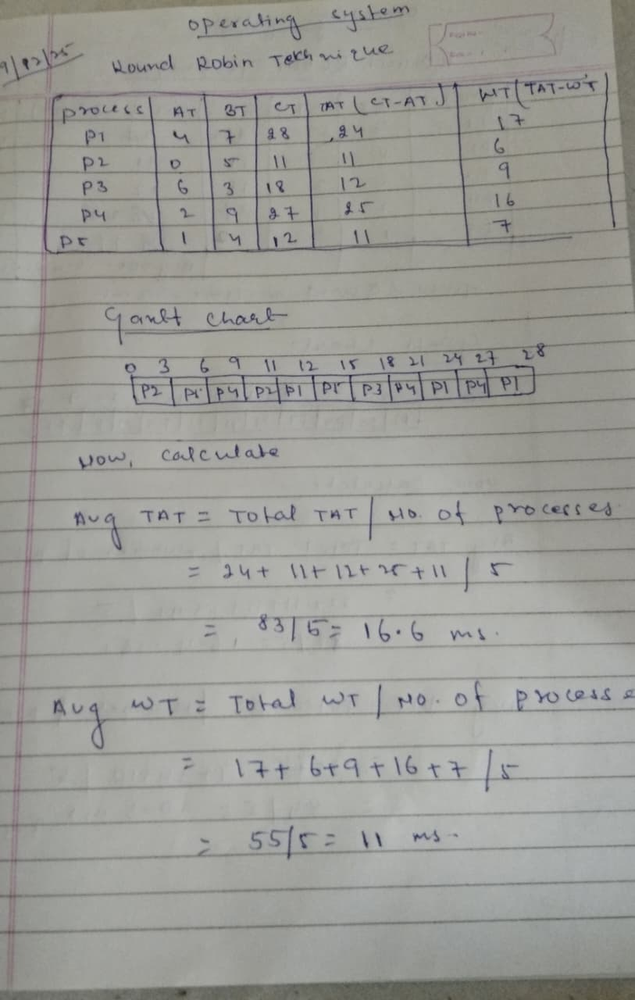 operating system
9/12/25
Round Robin Tekhnique
process AT BT CT TAT (CT-AT) WT (TAT-WT
P1 4 7 28 24 17
P2 0 5 11 11 6
P3 6 3 18 12 9
P4 2 9 27 25 16
P5 1 4 12 11 7
Gantt chart
0 3 6 9 11 12 15 18 21 24 27 28
P2 P5 P4 P2 P1 P5 P3 P4 P1 P4 P1
Now, calculate
Avg TAT = Total TAT / No. of processes
= 24+ 11+12+25+11 / 5
= 83/5 = 16.6 ms.
Avg WT = Total WT / No. of process
= 17+ 6+9+16+7 /5
= 55/5 = 11 ms.